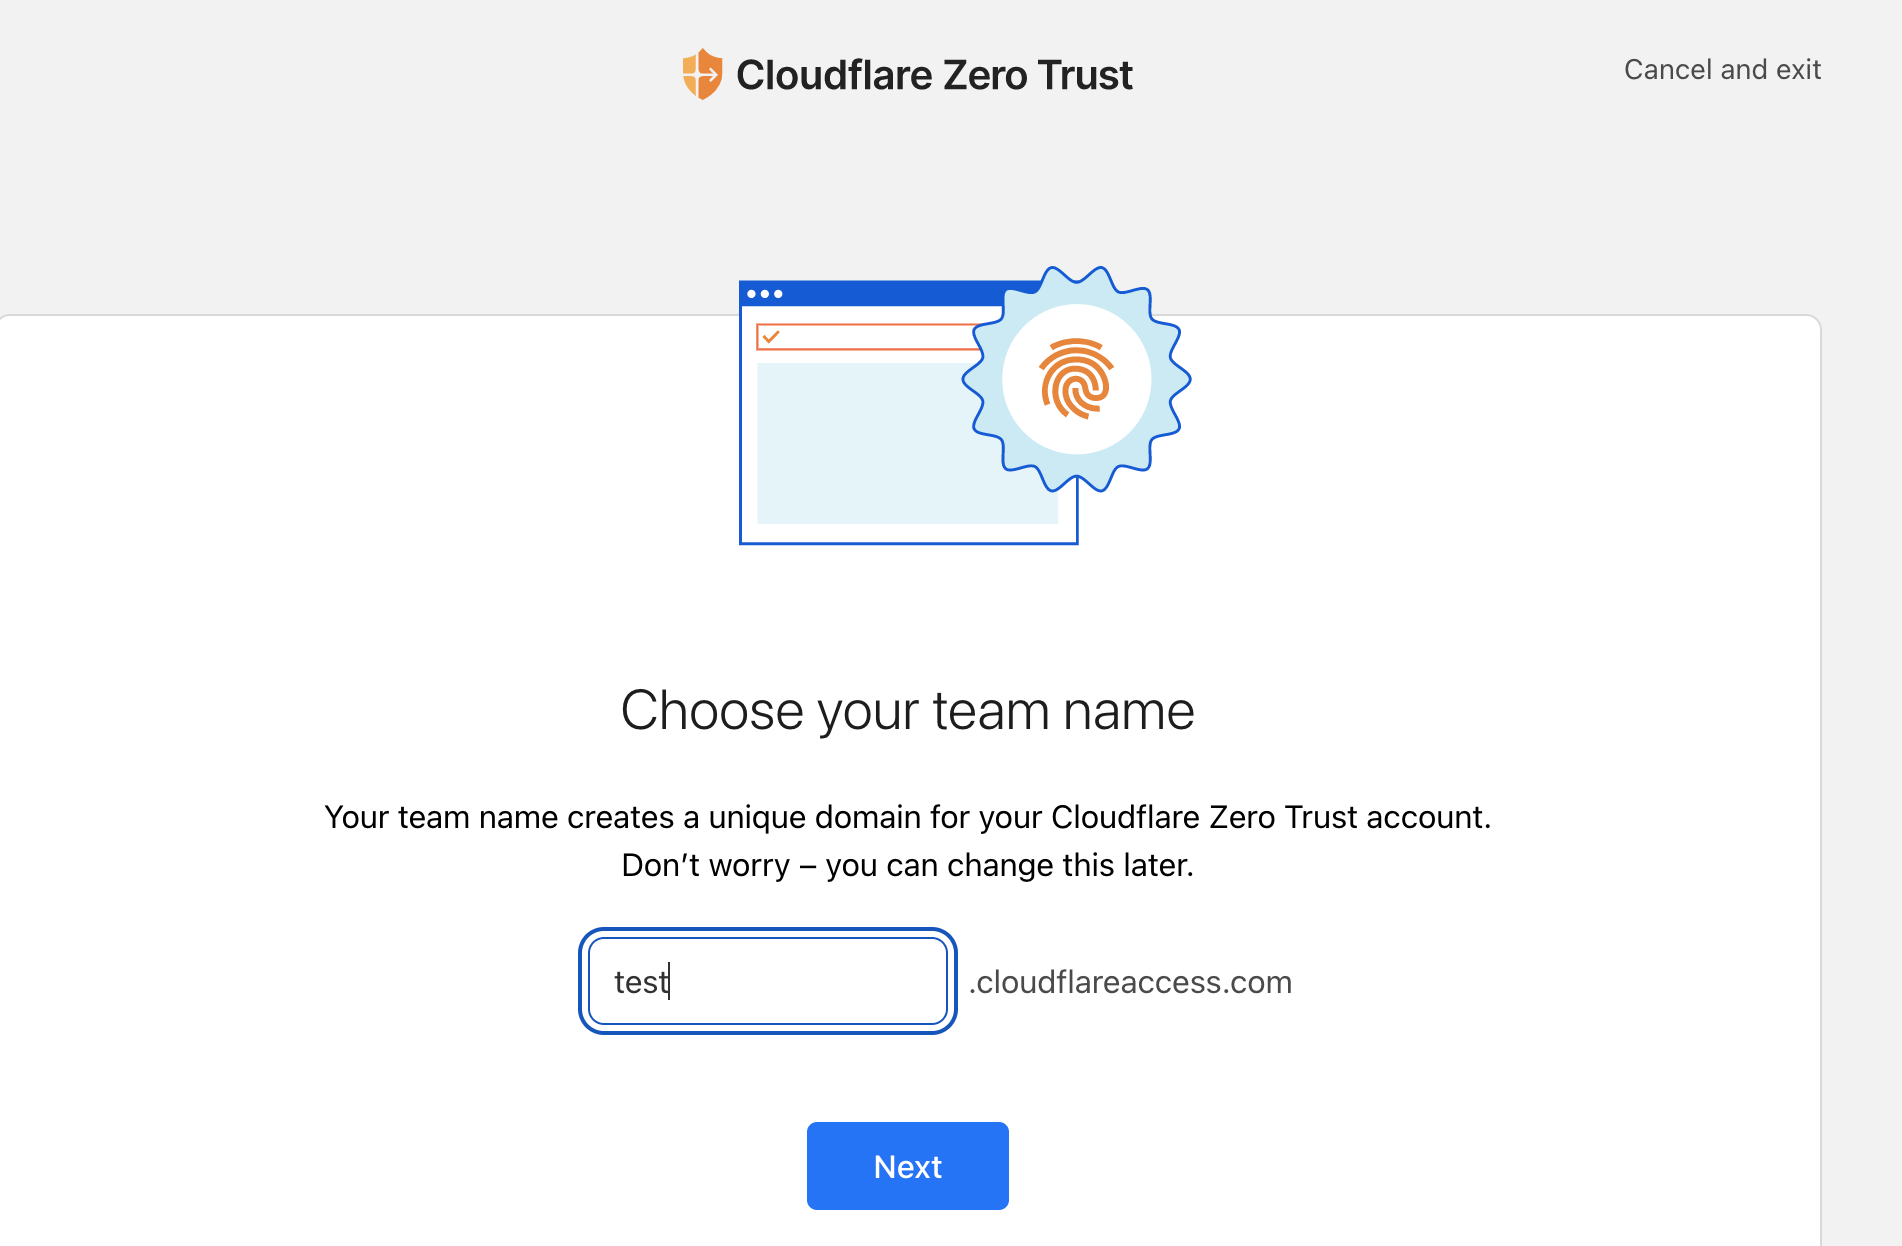 Cloudflare Zero Trust
Cancel and exit
Choose your team name
Your team name creates a unique domain for your Cloudflare Zero Trust account.
Don’t worry – you can change this later.
test
.cloudflareaccess.com
Next